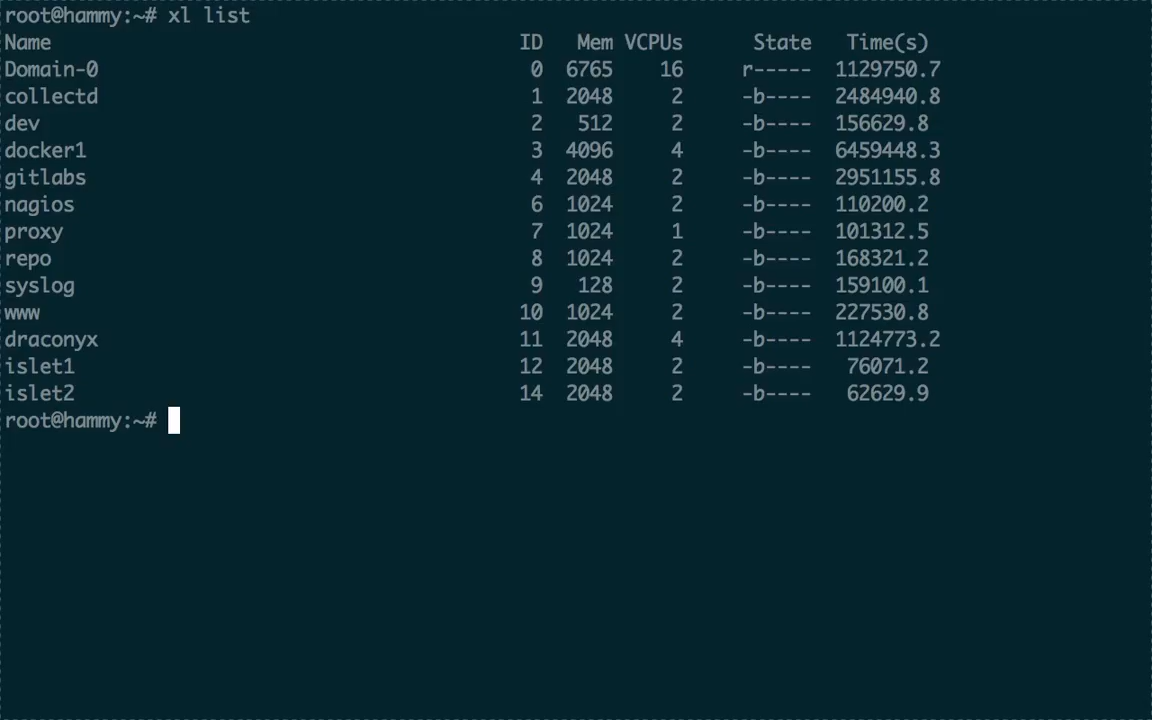 root@hammy:~# xl list
Name                                        ID   Mem VCPUs      State   Time(s)
Domain-0                                     0  6765    16     r-----  1129750.7
collectd                                     1  2048     2     -b----  2484940.8
dev                                          2   512     2     -b----  156629.8
docker1                                      3  4096     4     -b----  6459448.3
gitlabs                                      4  2048     2     -b----  2951155.8
nagios                                       6  1024     2     -b----  110200.2
proxy                                        7  1024     1     -b----  101312.5
repo                                         8  1024     2     -b----  168321.2
syslog                                       9   128     2     -b----  159100.1
www                                         10  1024     2     -b----  227530.8
draconyx                                    11  2048     4     -b----  1124773.2
islet1                                      12  2048     2     -b----   76071.2
islet2                                      14  2048     2     -b----   62629.9
root@hammy:~#